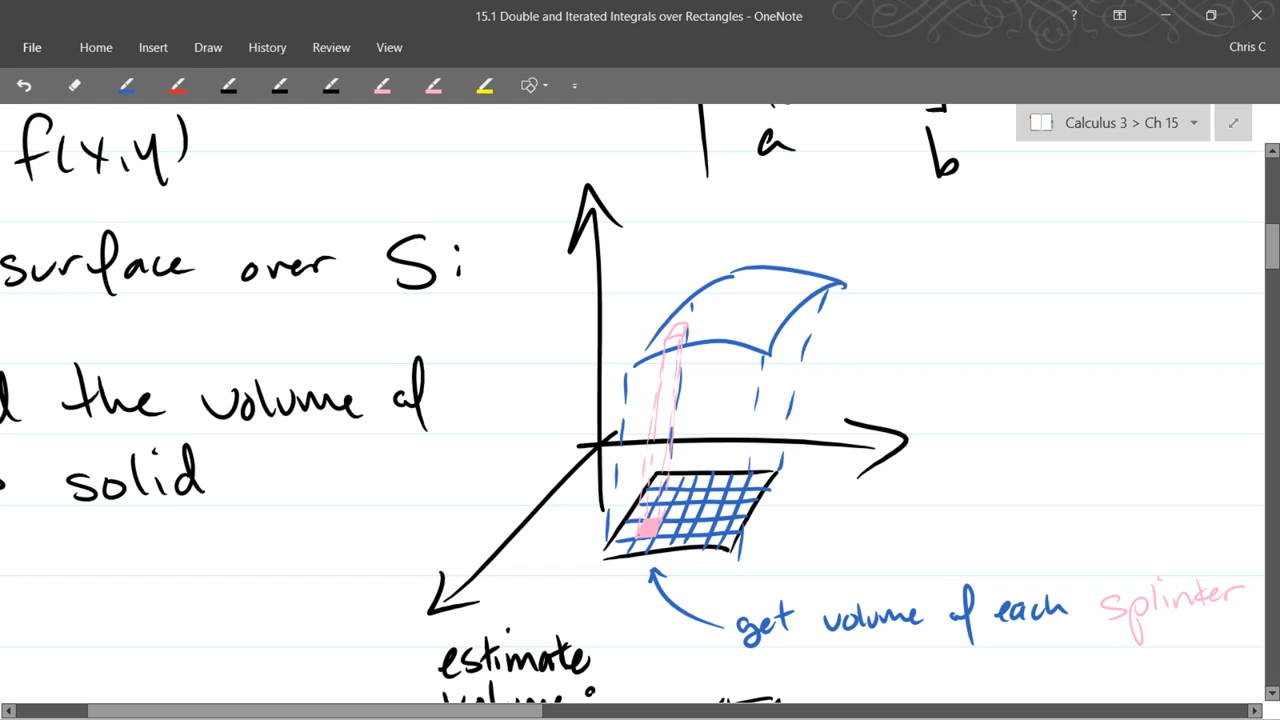 15.1 Double and Iterated Integrals over Rectangles - OneNote
?
File Home Insert Draw History Review View
Chris C
Calculus 3 > Ch 15
f(x,y)
a b
surface over S:
the volume of
solid
get volume of each splinter
estimate
volume: